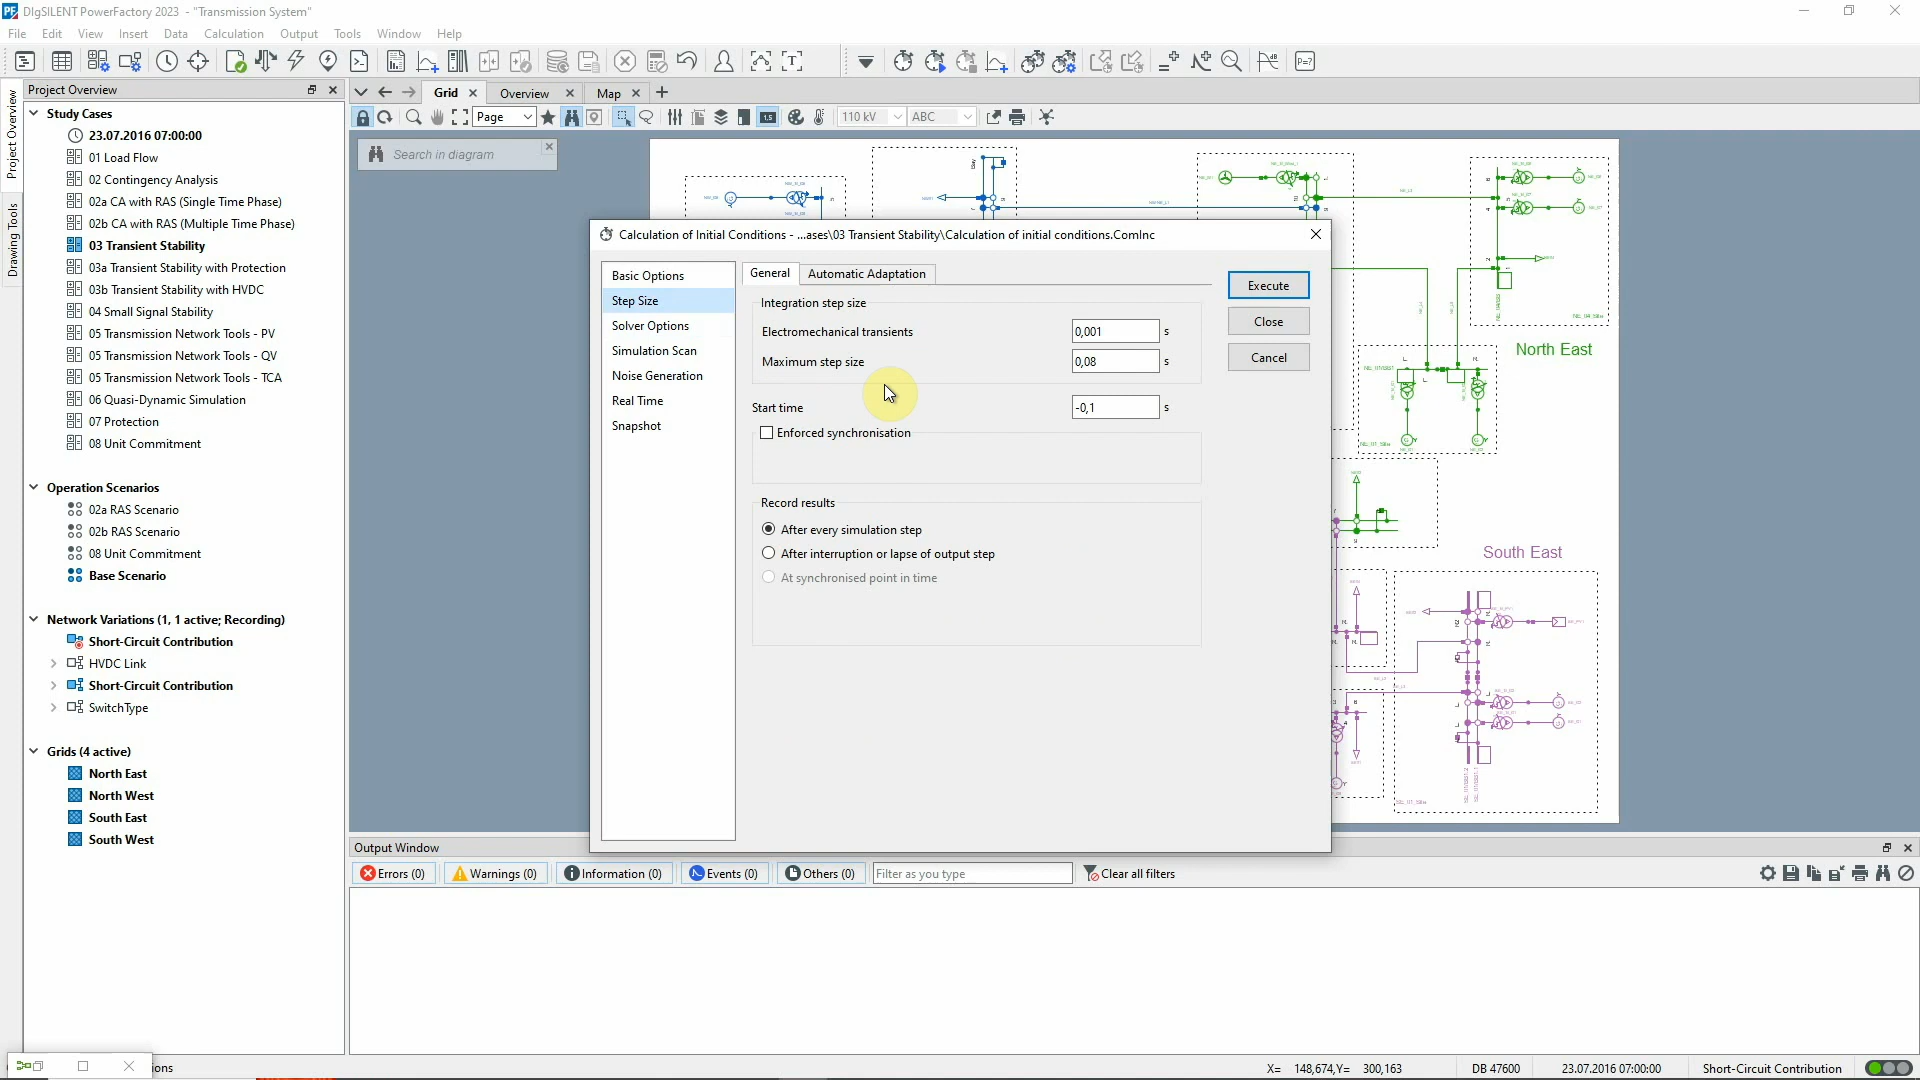 DIgSILENT PowerFactory 2023 - "Transmission System"
File Edit View Insert Data Calculation Output Tools Window Help
Project Overview
Drawing Tools
Project Overview
Study Cases
23.07.2016 07:00:00
01 Load Flow
02 Contingency Analysis
02a CA with RAS (Single Time Phase)
02b CA with RAS (Multiple Time Phase)
03 Transient Stability
03a Transient Stability with Protection
03b Transient Stability with HVDC
04 Small Signal Stability
05 Transmission Network Tools - PV
05 Transmission Network Tools - QV
05 Transmission Network Tools - TCA
06 Quasi-Dynamic Simulation
07 Protection
08 Unit Commitment
Operation Scenarios
02a RAS Scenario
02b RAS Scenario
08 Unit Commitment
Base Scenario
Network Variations (1, 1 active; Recording)
Short-Circuit Contribution
HVDC Link
Short-Circuit Contribution
SwitchType
Grids (4 active)
North East
North West
South East
South West
Grid Overview Map
Page 110 kV ABC
Search in diagram
North East
South East
Calculation of Initial Conditions - ...ases\03 Transient Stability\Calculation of initial conditions.ComInc
Basic Options
Step Size
Solver Options
Simulation Scan
Noise Generation
Real Time
Snapshot
General Automatic Adaptation
Integration step size
Electromechanical transients 0,001 s
Maximum step size 0,08 s
Start time -0,1 s
Enforced synchronisation
Record results
After every simulation step
After interruption or lapse of output step
At synchronised point in time
Execute
Close
Cancel
Output Window
Errors (0) Warnings (0) Information (0) Events (0) Others (0) Filter as you type Clear all filters
ions X= 148,674,Y= 300,163 DB 47600 23.07.2016 07:00:00 Short-Circuit Contribution